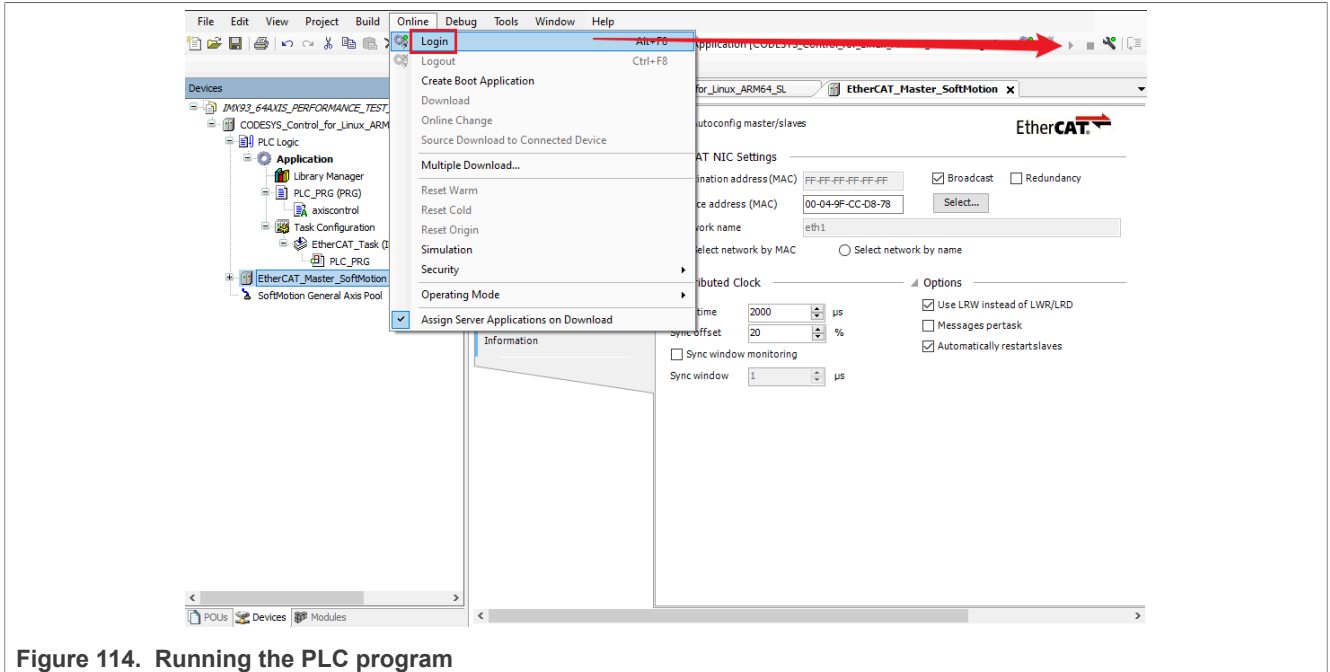 File Edit View Project Build Online Debug Tools Window Help
Login Alt+F8
Logout Ctrl+F8
Create Boot Application
Download
Online Change
Source Download to Connected Device
Multiple Download...
Reset Warm
Reset Cold
Reset Origin
Simulation
Security
Operating Mode
Assign Server Applications on Download
Devices
IMX93_64AXIS_PERFORMANCE_TEST
CODESYS_Control_for_Linux_ARM
PLC Logic
Application
Library Manager
PLC_PRG (PRG)
axiscontrol
Task Configuration
EtherCAT_Task (I
PLC_PRG
EtherCAT_Master_SoftMotion
SoftMotion General Axis Pool
POUs Devices Modules
for_Linux_ARM64_SL EtherCAT_Master_SoftMotion
Information
utoconfig master/slaves
EtherCAT
AT NIC Settings
ination address (MAC) FF-FF-FF-FF-FF-FF Broadcast Redundancy
ce address (MAC) 00-04-9F-CC-D8-78 Select...
work name eth1
elect network by MAC Select network by name
ributed Clock Options
time 2000 µs Use LRW instead of LWR/LRD
Sync offset 20 % Messages per task
Sync window monitoring Automatically restart slaves
Sync window 1 µs
Figure 114. Running the PLC program